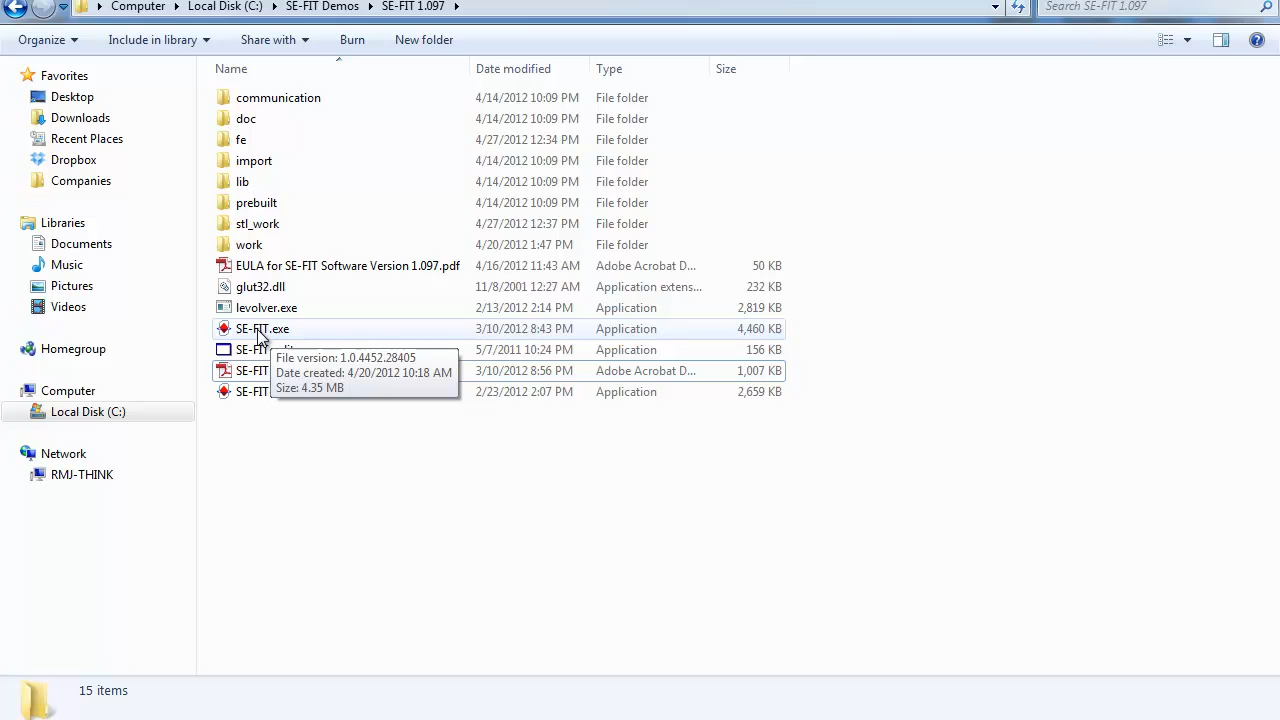 Computer ▸ Local Disk (C:) ▸ SE-FIT Demos ▸ SE-FIT 1.097 ▸ Search SE-FIT 1.097
Organize Include in library Share with Burn New folder
Name Date modified Type Size
Favorites
Desktop
Downloads
Recent Places
Dropbox
Companies
Libraries
Documents
Music
Pictures
Videos
Homegroup
Computer
Local Disk (C:)
Network
RMJ-THINK
communication 4/14/2012 10:09 PM File folder
doc 4/14/2012 10:09 PM File folder
fe 4/27/2012 12:34 PM File folder
import 4/14/2012 10:09 PM File folder
lib 4/14/2012 10:09 PM File folder
prebuilt 4/14/2012 10:09 PM File folder
stl_work 4/27/2012 12:37 PM File folder
work 4/20/2012 1:47 PM File folder
EULA for SE-FIT Software Version 1.097.pdf 4/16/2012 11:43 AM Adobe Acrobat D... 50 KB
glut32.dll 11/8/2001 12:27 AM Application extens... 232 KB
levolver.exe 2/13/2012 2:14 PM Application 2,819 KB
SE-FIT.exe 3/10/2012 8:43 PM Application 4,460 KB
SE-FIT 5/7/2011 10:24 PM Application 156 KB
SE-FIT 3/10/2012 8:56 PM Adobe Acrobat D... 1,007 KB
SE-FIT 2/23/2012 2:07 PM Application 2,659 KB
File version: 1.0.4452.28405
Date created: 4/20/2012 10:18 AM
Size: 4.35 MB
15 items